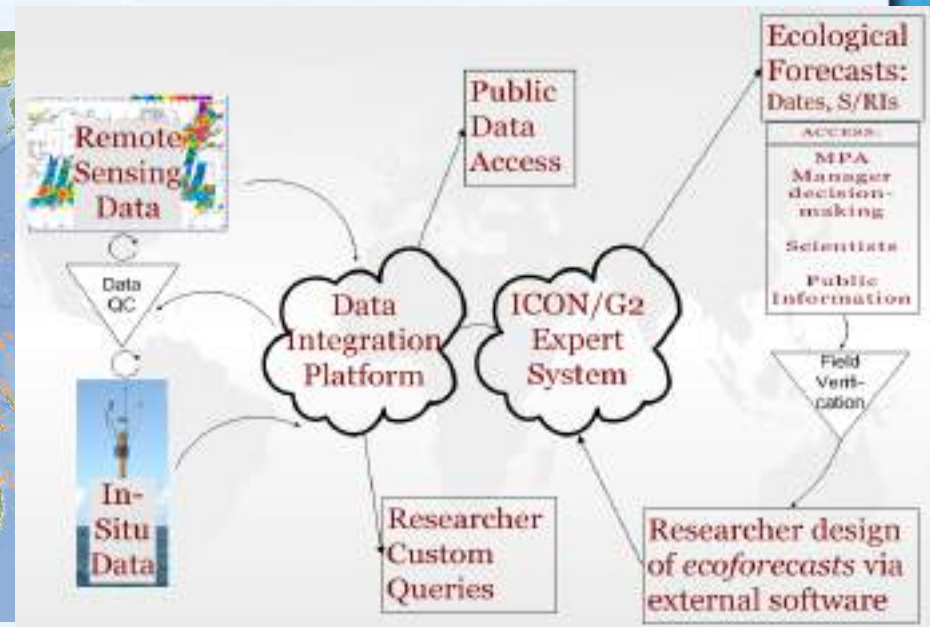 Remote
Sensing
Data
Data
QC
In-
Situ
Data
Public
Data
Access
Data
Integration
Platform
Researcher
Custom
Queries
ICON/G2
Expert
System
Ecological
Forecasts:
Dates, S/RIs
ACCESS:
MPA
Manager
decision-
making
Scientists
Public
Information
Field
Verifi-
cation
Researcher design
of ecoforecasts via
external software